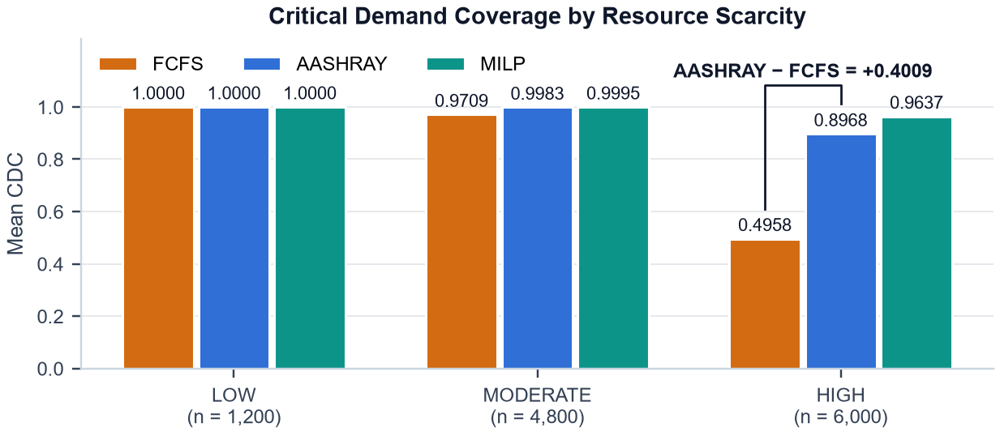 Critical Demand Coverage by Resource Scarcity
FCFS AASHRAY MILP
AASHRAY − FCFS = +0.4009
1.0000 1.0000 1.0000
0.9709 0.9983 0.9995
0.4958 0.8968 0.9637
Mean CDC
1.0
0.8
0.6
0.4
0.2
0.0
LOW
(n = 1,200)
MODERATE
(n = 4,800)
HIGH
(n = 6,000)